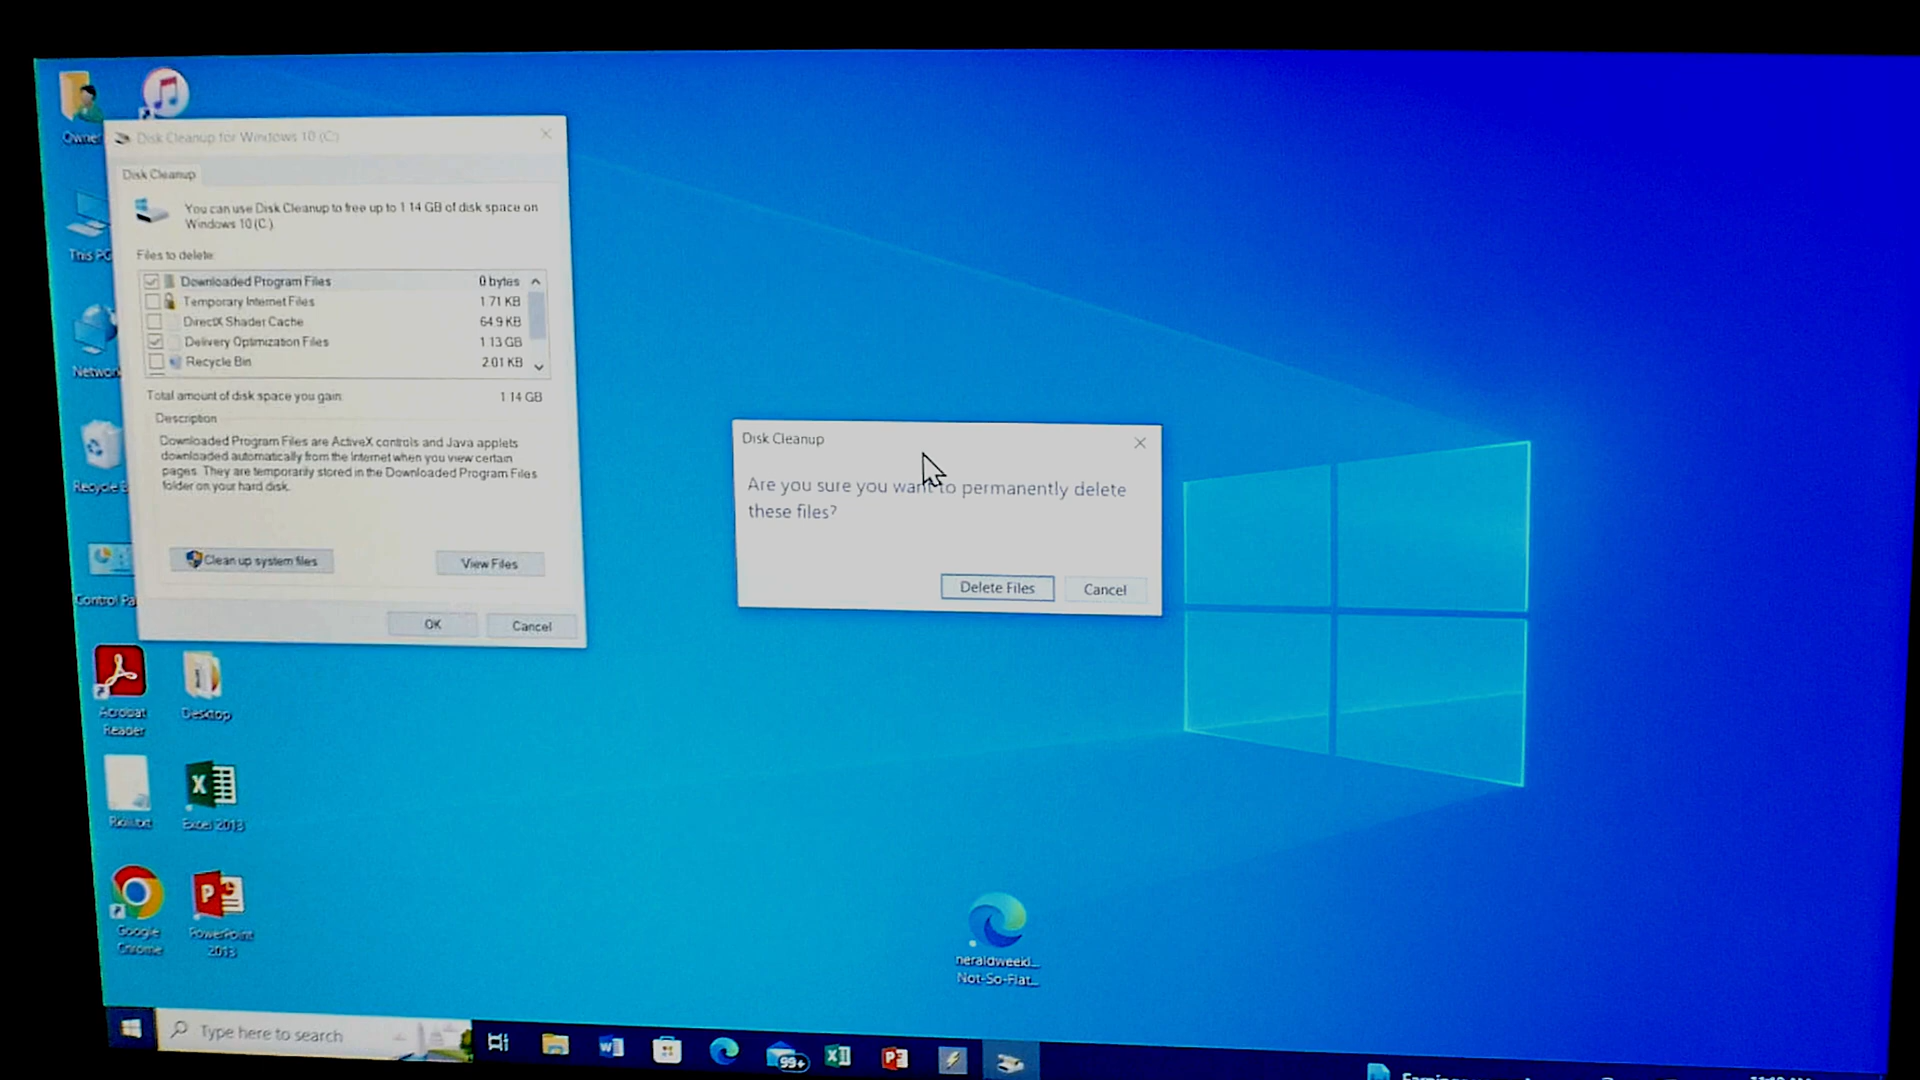 Owner
Disk Cleanup for Windows 10 (C:)
Disk Cleanup
You can use Disk Cleanup to free up to 1.14 GB of disk space on
Windows 10 (C:).
Files to delete:
Downloaded Program Files 0 bytes
Temporary Internet Files 1.71 KB
DirectX Shader Cache 64.9 KB
Delivery Optimization Files 1.13 GB
Recycle Bin 2.01 KB
Total amount of disk space you gain: 1.14 GB
Description
Downloaded Program Files are ActiveX controls and Java applets
downloaded automatically from the Internet when you view certain
pages. They are temporarily stored in the Downloaded Program Files
folder on your hard disk.
Clean up system files
View Files
OK
Cancel
This PC
Network
Recycle B
Control Pa
Disk Cleanup
Are you sure you want to permanently delete
these files?
Delete Files
Cancel
Acrobat
Reader
Desktop
Excel 2013
Google
Chrome
PowerPoint
2013
Not-So-Flat...
Type here to search
99+